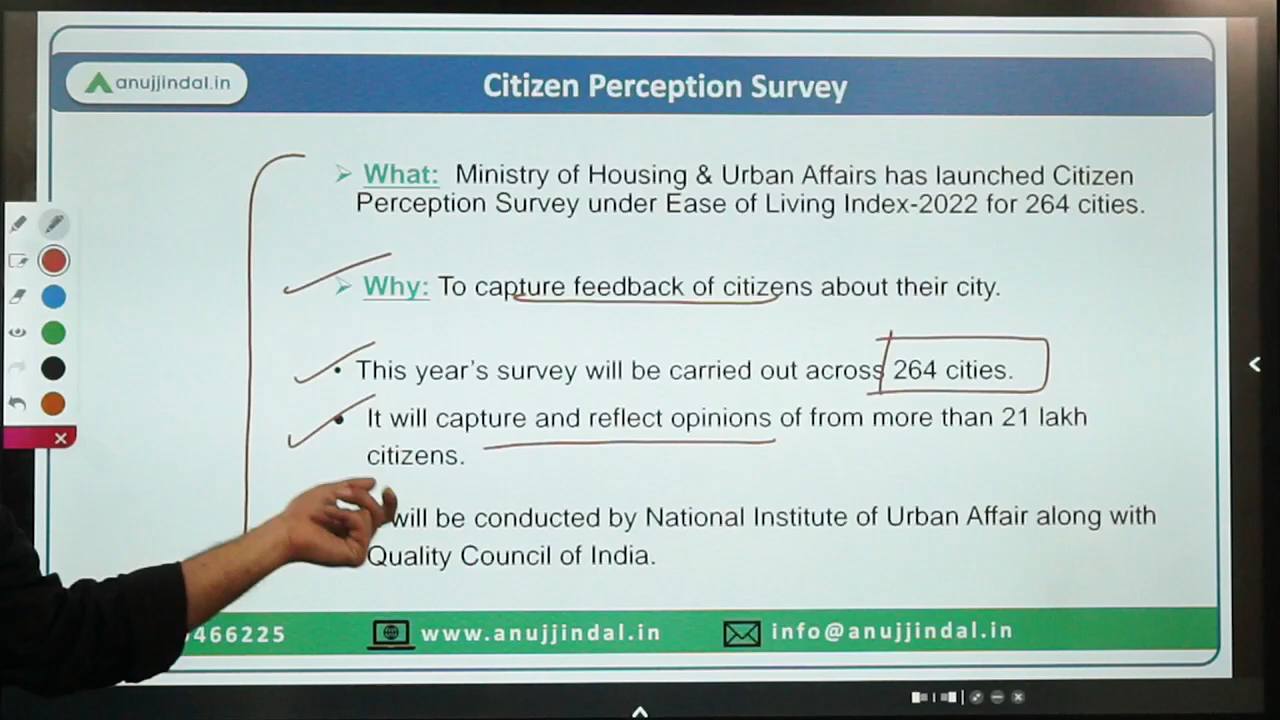 anujjindal.in
Citizen Perception Survey
What: Ministry of Housing & Urban Affairs has launched Citizen
Perception Survey under Ease of Living Index-2022 for 264 cities.
Why: To capture feedback of citizens about their city.
This year's survey will be carried out across 264 cities.
It will capture and reflect opinions of from more than 21 lakh
citizens.
will be conducted by National Institute of Urban Affair along with
Quality Council of India.
466225
www.anujjindal.in
info@anujjindal.in